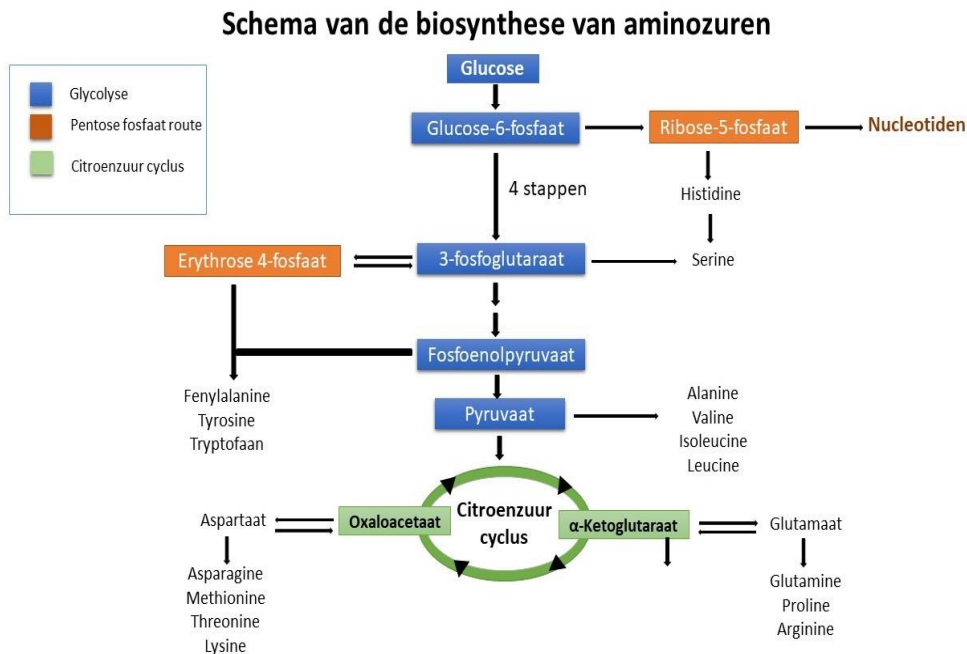 Schema van de biosynthese van aminozuren
Glycolyse
Pentose fosfaat route
Citroenzuur cyclus
Glucose
Glucose-6-fosfaat
Ribose-5-fosfaat
Nucleotiden
4 stappen
Histidine
Serine
Erythrose 4-fosfaat
3-fosfoglutaraat
Fosfoenolpyruvaat
Fenylalanine
Tyrosine
Tryptofaan
Pyruvaat
Alanine
Valine
Isoleucine
Leucine
Citroenzuur
cyclus
Oxaloacetaat
α-Ketoglutaraat
Aspartaat
Asparagine
Methionine
Threonine
Lysine
Glutamaat
Glutamine
Proline
Arginine